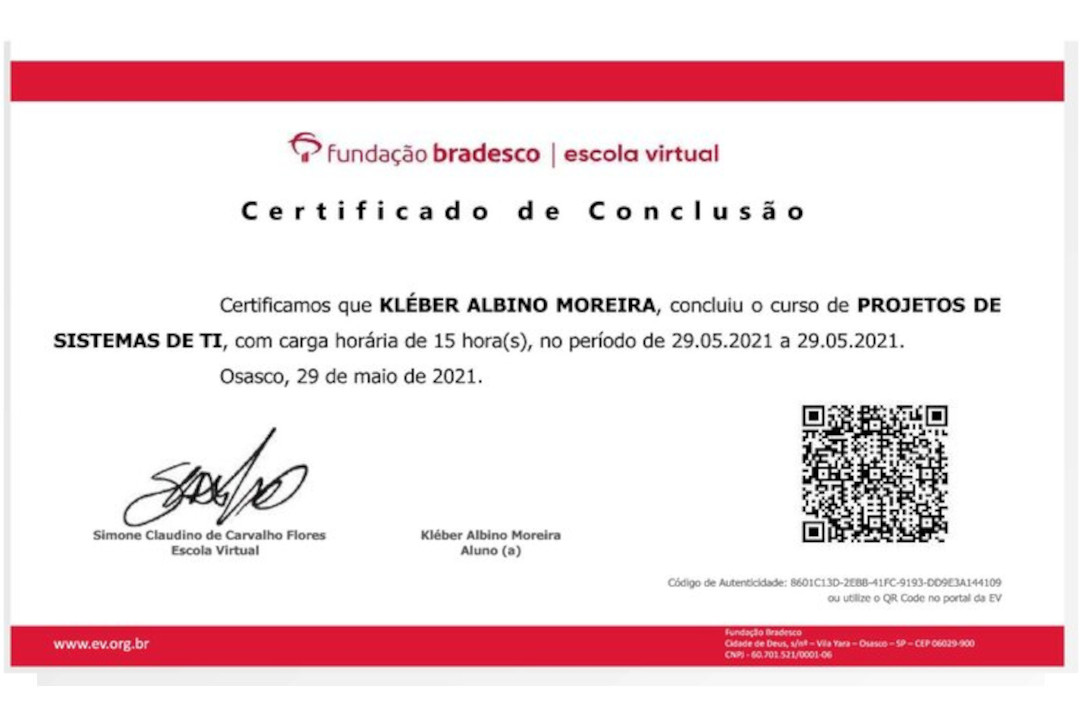 fundação bradesco | escola virtual
Certificado de Conclusão
Certificamos que KLÉBER ALBINO MOREIRA, concluiu o curso de PROJETOS DE
SISTEMAS DE TI, com carga horária de 15 hora(s), no período de 29.05.2021 a 29.05.2021.
Osasco, 29 de maio de 2021.
Simone Claudino de Carvalho Flores
Escola Virtual
Kléber Albino Moreira
Aluno (a)
Código de Autenticidade: 8601C13D-2EBB-41FC-9193-DD9E3A144109
ou utilize o QR Code no portal da EV
www.ev.org.br
Fundação Bradesco
Cidade de Deus, s/nº – Vila Yara – Osasco – SP – CEP 06029-900
CNPJ - 60.701.521/0001-06